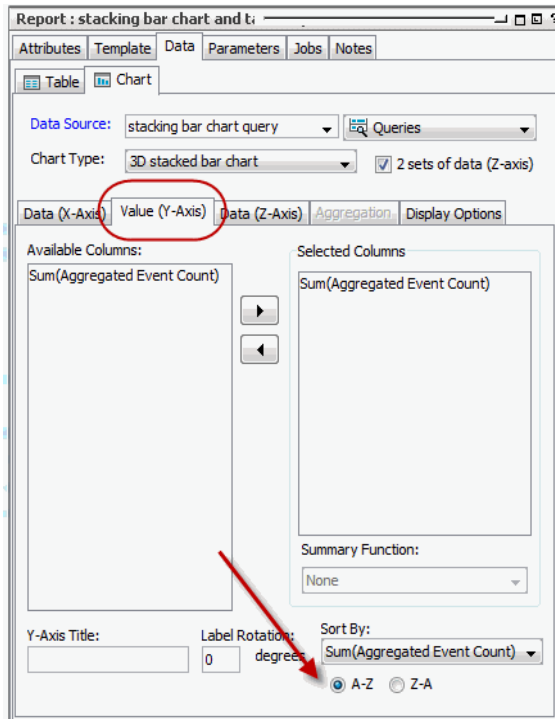 Report : stacking bar chart and
Attributes Template Data Parameters Jobs Notes
Table Chart
Data Source: stacking bar chart query Queries
Chart Type: 3D stacked bar chart 2 sets of data (Z-axis)
Data (X-Axis) Value (Y-Axis) Data (Z-Axis) Aggregation Display Options
Available Columns: Selected Columns
Sum(Aggregated Event Count) Sum(Aggregated Event Count)
Summary Function:
None
Y-Axis Title: Label Rotation: Sort By:
0 degrees Sum(Aggregated Event Count)
A-Z Z-A